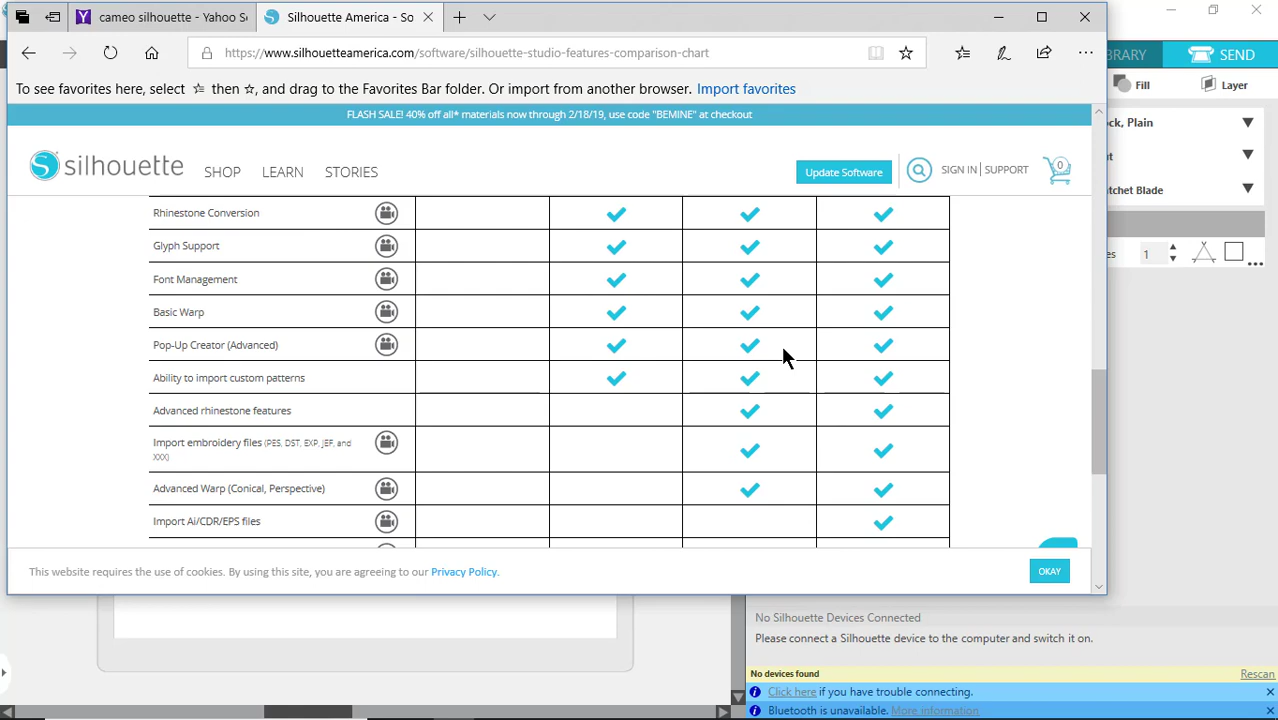 cameo silhouette - Yahoo S
Silhouette America - So
https://www.silhouetteamerica.com/software/silhouette-studio-features-comparison-chart
To see favorites here, select then , and drag to the Favorites Bar folder. Or import from another browser. Import favorites
FLASH SALE! 40% off all* materials now through 2/18/19, use code "BEMINE" at checkout
silhouette SHOP LEARN STORIES Update Software SIGN IN | SUPPORT 0
Rhinestone Conversion
Glyph Support
Font Management
Basic Warp
Pop-Up Creator (Advanced)
Ability to import custom patterns
Advanced rhinestone features
Import embroidery files (PES, DST, EXP, JEF, and
XXX)
Advanced Warp (Conical, Perspective)
Import Ai/CDR/EPS files
This website requires the use of cookies. By using this site, you are agreeing to our Privacy Policy. OKAY
BRARY SEND
Fill Layer
ock, Plain
ut
atchet Blade
es 1
No Silhouette Devices Connected
Please connect a Silhouette device to the computer and switch it on.
No devices found Rescan
Click here if you have trouble connecting.
Bluetooth is unavailable. More information